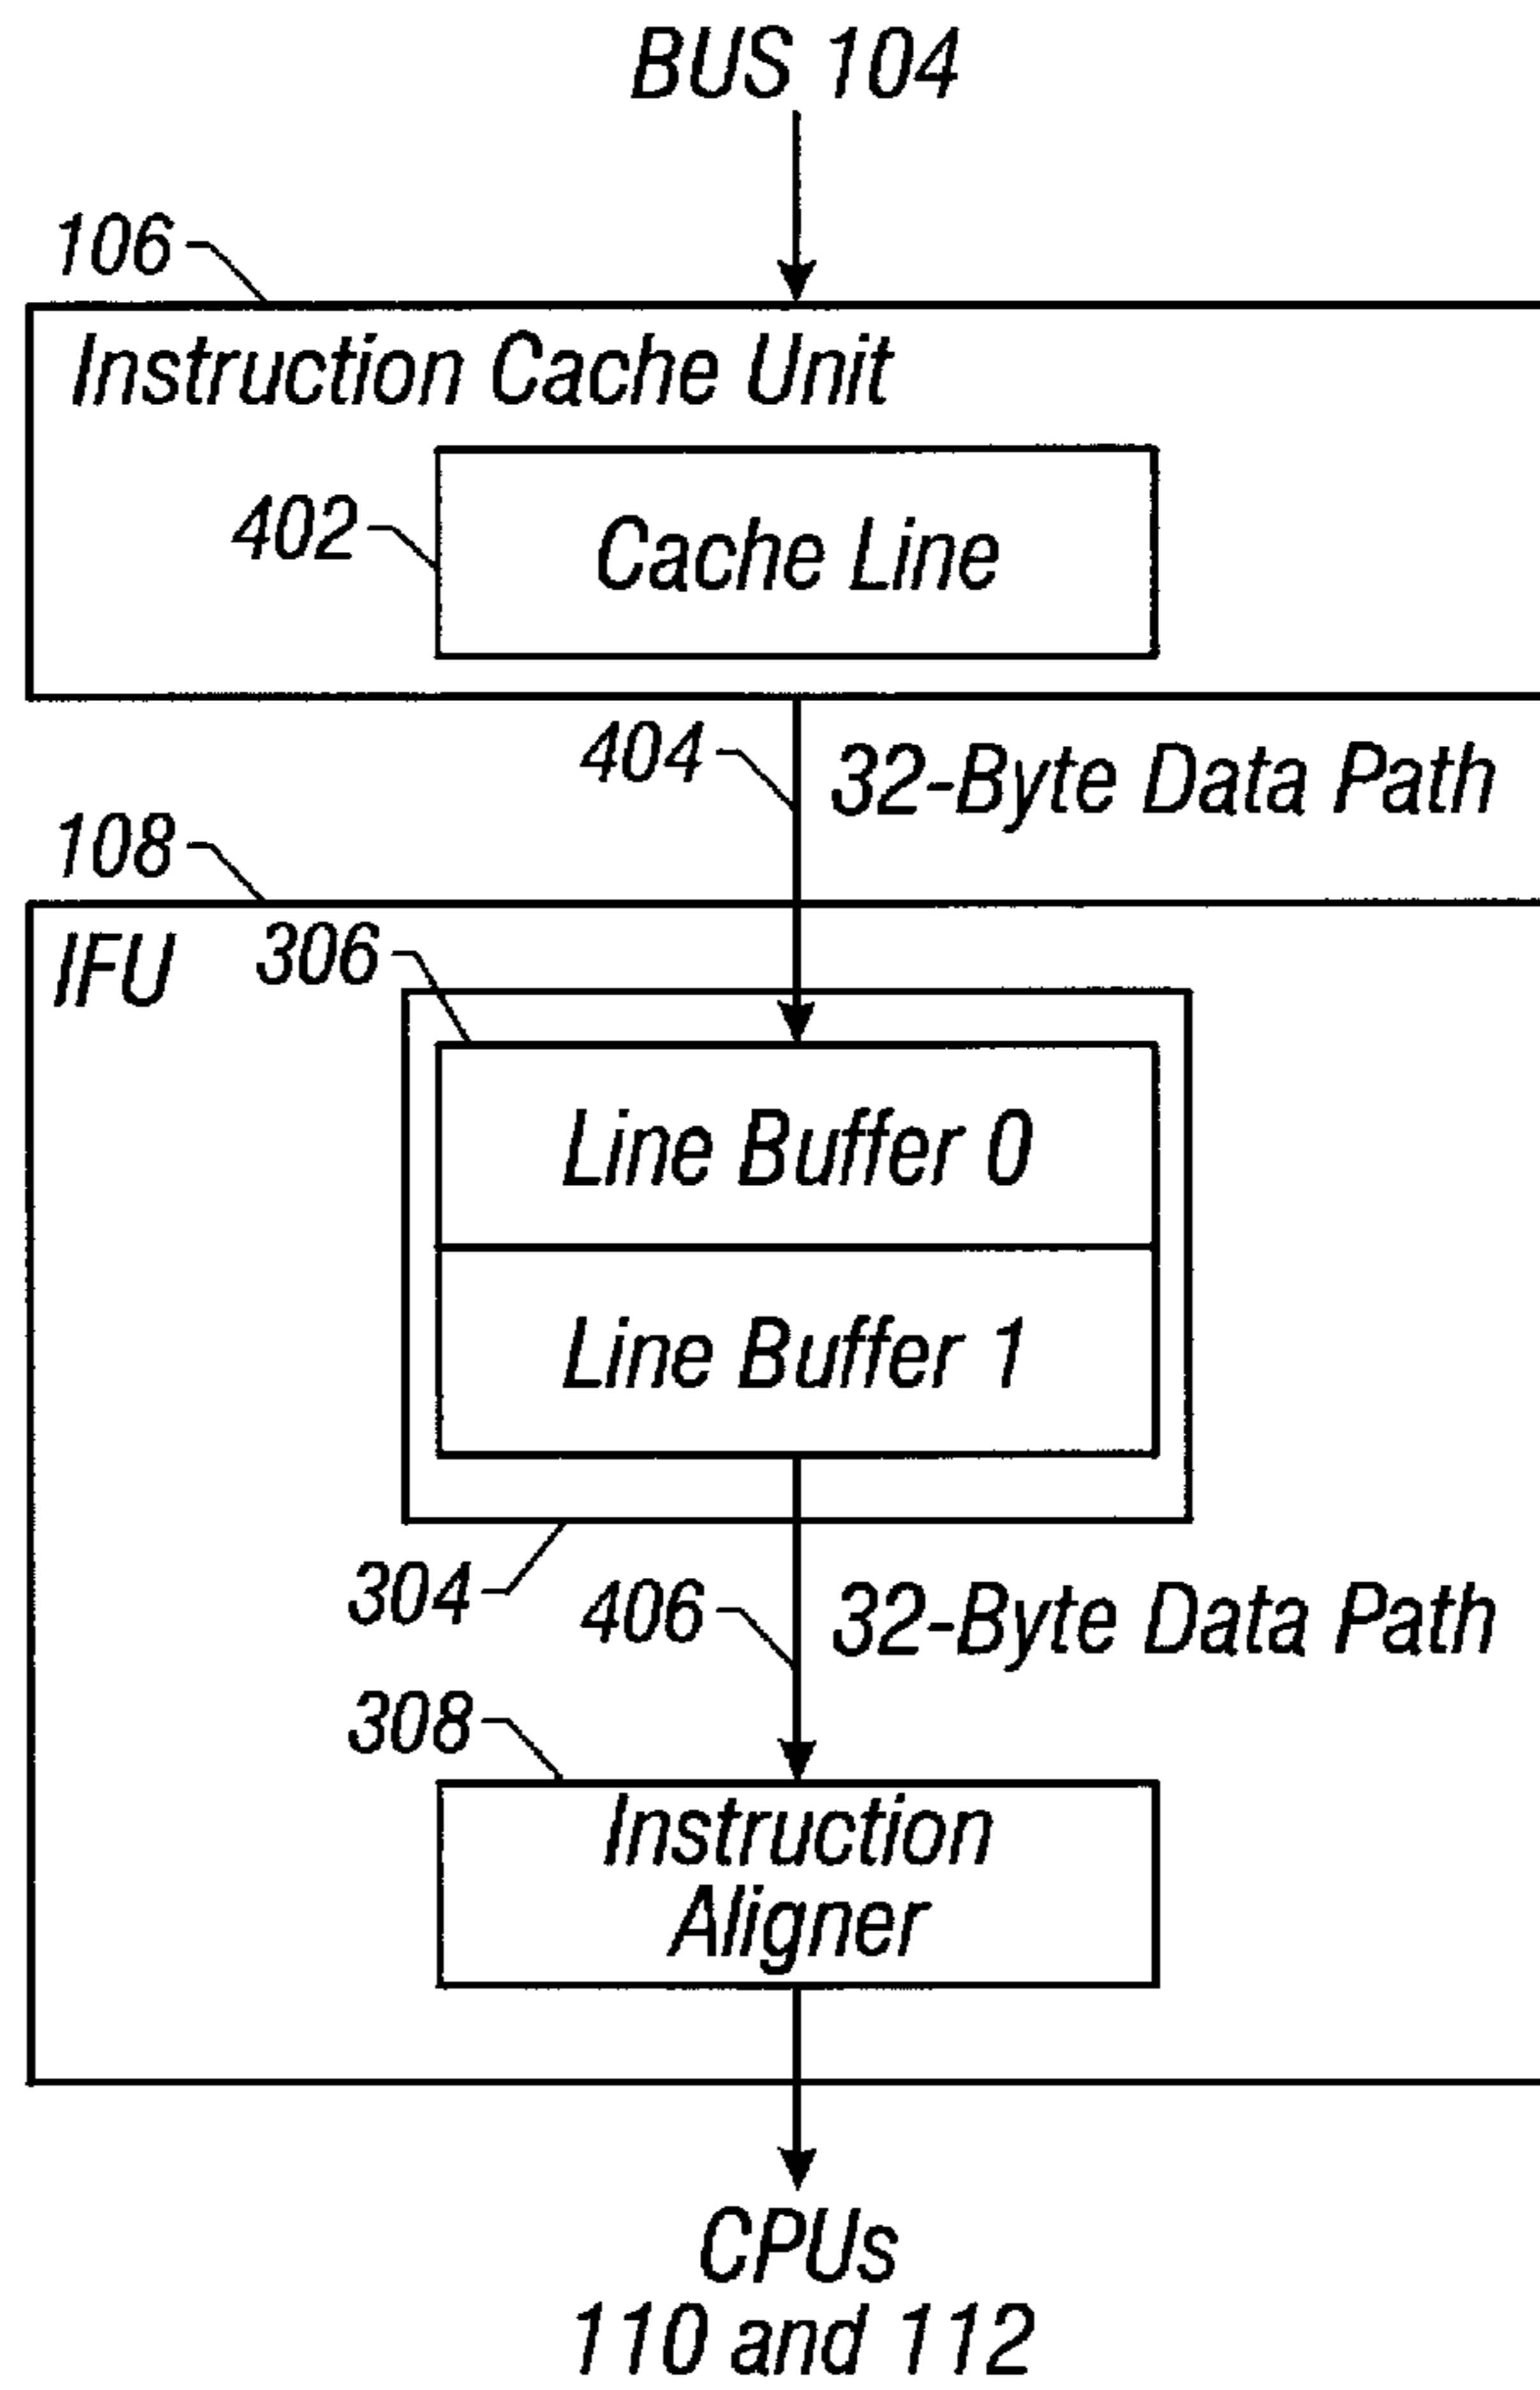 BUS 104
106
Instruction Cache Unit
402
Cache Line
404
32-Byte Data Path
108
IFU
306
Line Buffer 0
Line Buffer 1
304
406
32-Byte Data Path
308
Instruction
Aligner
CPUs
110 and 112